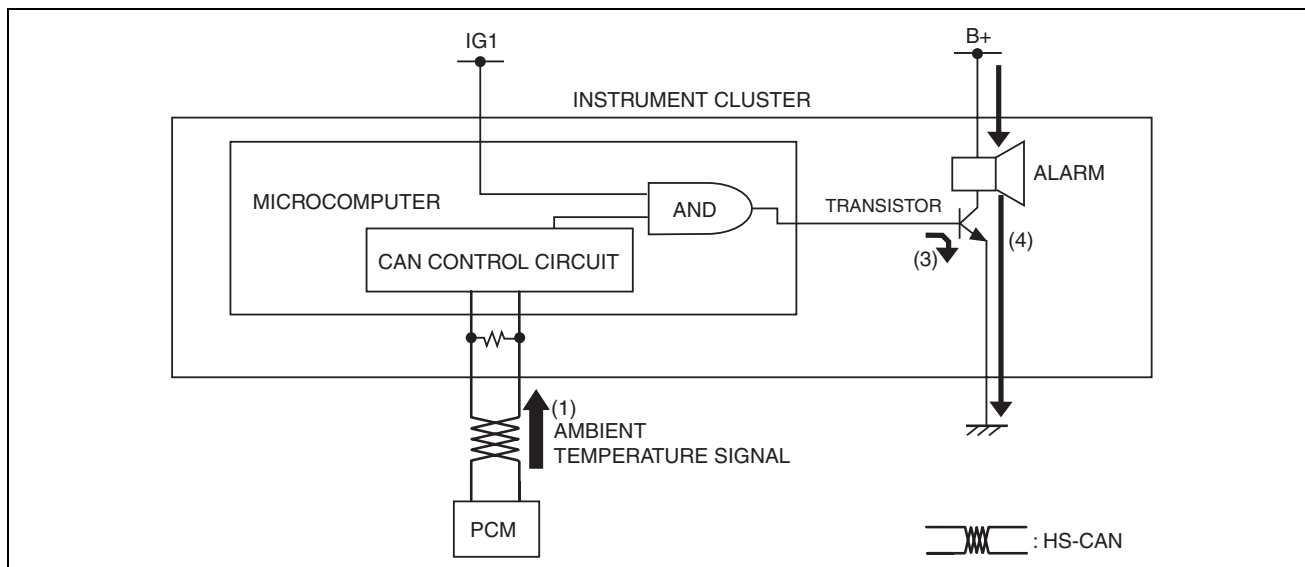 IG1
B+
INSTRUMENT CLUSTER
MICROCOMPUTER
AND
TRANSISTOR
ALARM
CAN CONTROL CIRCUIT
(3)
(4)
(1)
AMBIENT
TEMPERATURE SIGNAL
PCM
: HS-CAN